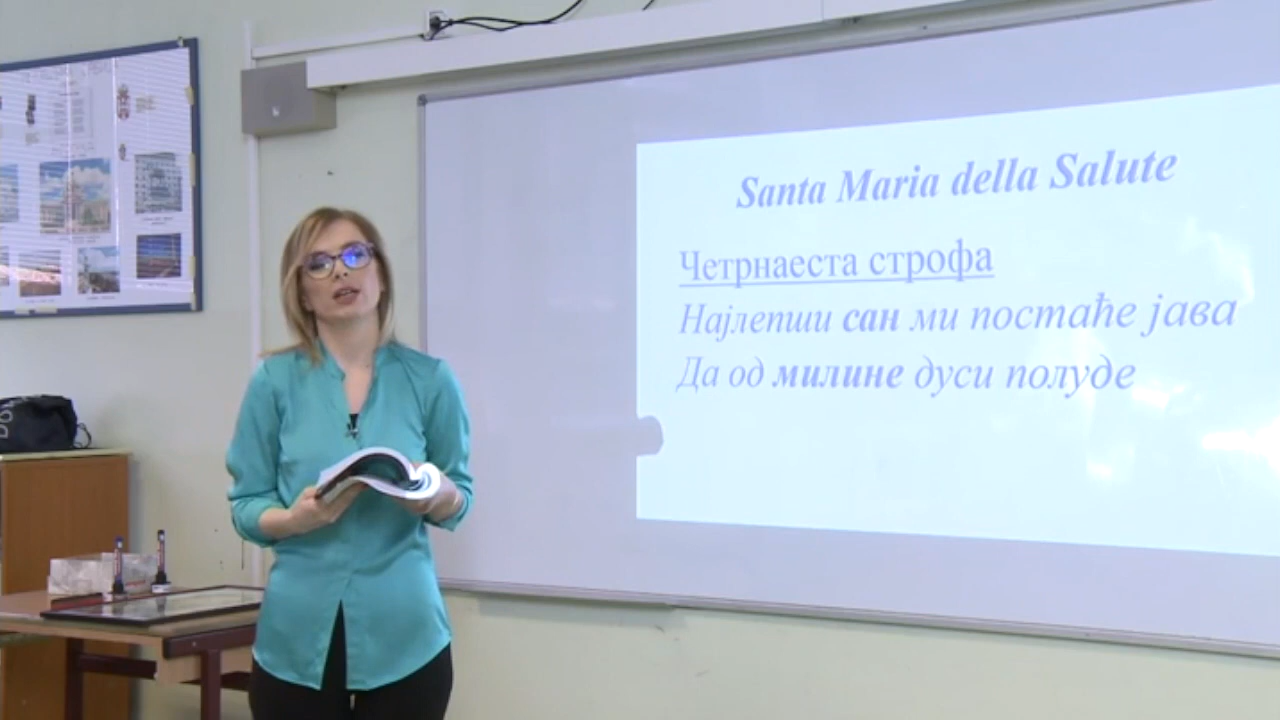 Santa Maria della Salute
Четрнаеста строфа
Најлепши сан ми постаће јава
Да од милине дуси полуде